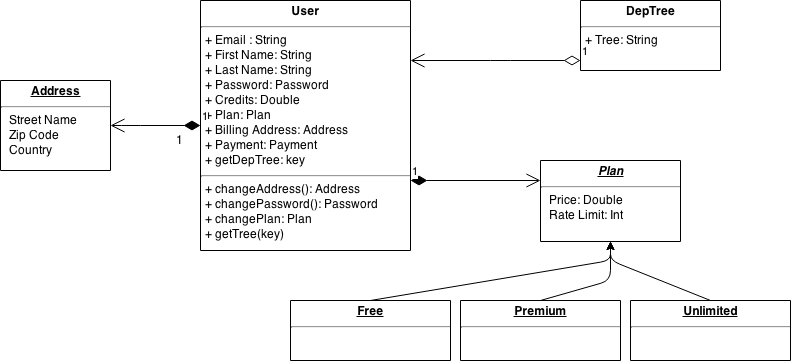 User
+ Email : String
+ First Name: String
+ Last Name: String
+ Password: Password
+ Credits: Double
+ Plan: Plan
+ Billing Address: Address
+ Payment: Payment
+ getDepTree: key
+ changeAddress(): Address
+ changePassword(): Password
+ changePlan: Plan
+ getTree(key)
DepTree
+ Tree: String
1
Address
Street Name
Zip Code
Country
1
1
1
Plan
Price: Double
Rate Limit: Int
Free
Premium
Unlimited